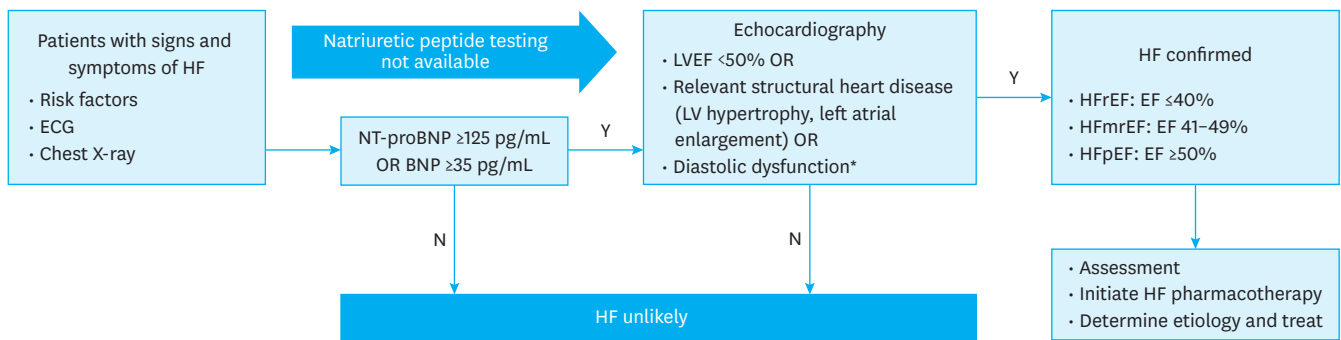 Patients with signs and
symptoms of HF
• Risk factors
• ECG
• Chest X-ray
Natriuretic peptide testing
not available
NT-proBNP ≥125 pg/mL
OR BNP ≥35 pg/mL
Y
N
Echocardiography
• LVEF <50% OR
• Relevant structural heart disease
(LV hypertrophy, left atrial
enlargement) OR
• Diastolic dysfunction*
Y
N
HF unlikely
HF confirmed
• HFrEF: EF ≤40%
• HFmrEF: EF 41–49%
• HFpEF: EF ≥50%
• Assessment
• Initiate HF pharmacotherapy
• Determine etiology and treat